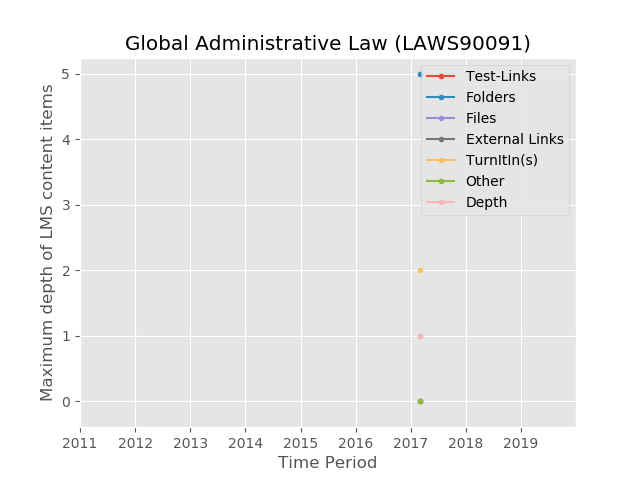 Global Administrative Law (LAWS90091)
Maximum depth of LMS content items
5
4
3
2
1
0
Test-Links
Folders
Files
External Links
TurnItIn(s)
Other
Depth
2011 2012 2013 2014 2015 2016 2017 2018 2019
Time Period